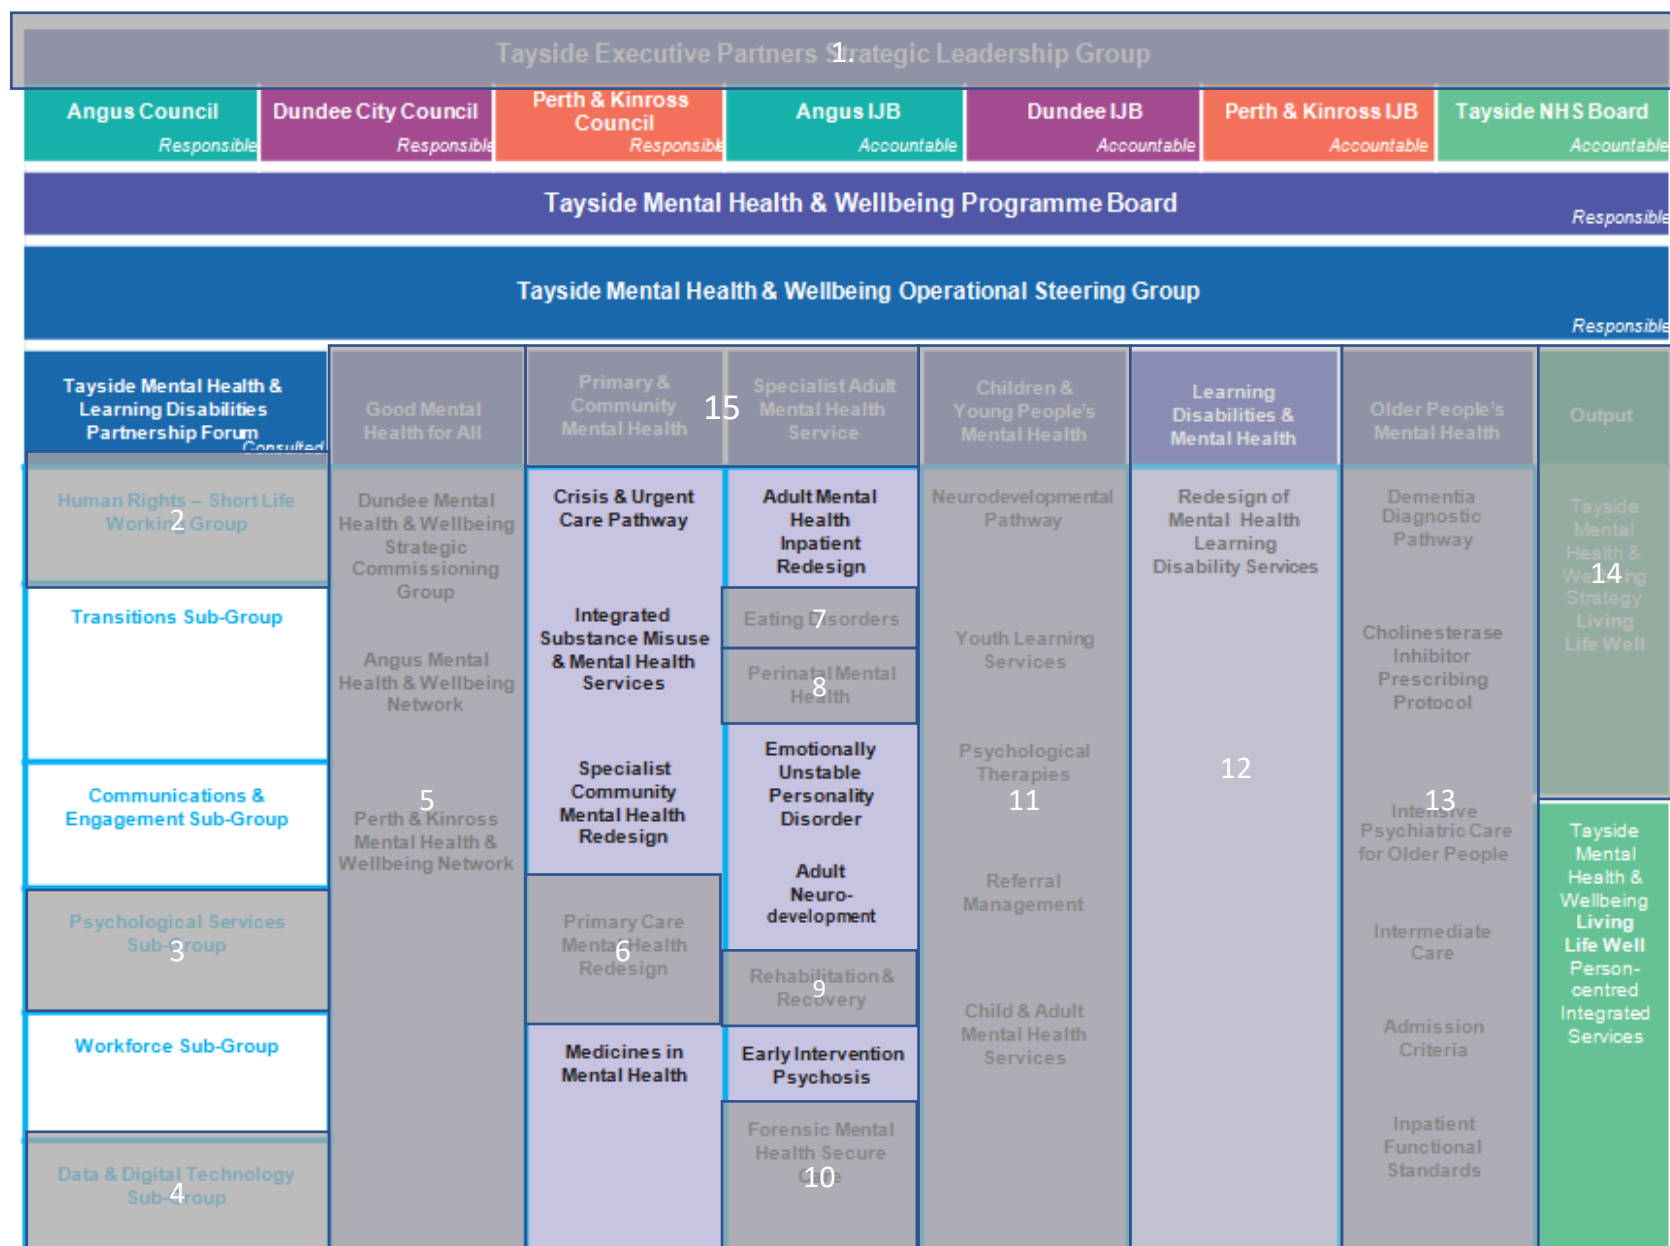 Tayside Executive Partners Strategic Leadership Group
1.
Angus Council
Responsible
Dundee City Council
Responsible
Perth & Kinross
Council
Responsible
Angus IJB
Accountable
Dundee IJB
Accountable
Perth & Kinross IJB
Accountable
Tayside NHS Board
Accountable
Tayside Mental Health & Wellbeing Programme Board
Responsible
Tayside Mental Health & Wellbeing Operational Steering Group
Responsible
Tayside Mental Health &
Learning Disabilities
Partnership Forum
Consulted
Human Rights – Short Life
Working Group
2
Transitions Sub-Group
Communications &
Engagement Sub-Group
Psychological Services
Sub-Group
3
Workforce Sub-Group
Data & Digital Technology
Sub-Group
4
Good Mental
Health for All
Dundee Mental
Health & Wellbeing
Strategic
Commissioning
Group
Angus Mental
Health & Wellbeing
Network
5
Perth & Kinross
Mental Health &
Wellbeing Network
Primary &
Community
Mental Health
15
Crisis & Urgent
Care Pathway
Integrated
Substance Misuse
& Mental Health
Services
Specialist
Community
Mental Health
Redesign
Primary Care
Mental Health
Redesign
6
Medicines in
Mental Health
Specialist Adult
Mental Health
Service
Adult Mental
Health
Inpatient
Redesign
Eating Disorders
7
Perinatal Mental
Health
8
Emotionally
Unstable
Personality
Disorder
Adult
Neuro-
development
Rehabilitation &
Recovery
9
Early Intervention
Psychosis
Forensic Mental
Health Secure
Care
10
Children &
Young People's
Mental Health
Neurodevelopmental
Pathway
Youth Learning
Services
Psychological
Therapies
11
Referral
Management
Child & Adult
Mental Health
Services
Learning
Disabilities &
Mental Health
Redesign of
Mental Health
Learning
Disability Services
12
Older People's
Mental Health
Dementia
Diagnostic
Pathway
Cholinesterase
Inhibitor
Prescribing
Protocol
13
Intensive
Psychiatric Care
for Older People
Intermediate
Care
Admission
Criteria
Inpatient
Functional
Standards
Output
Tayside
Mental
Health &
Wellbeing
14
Strategy
Living
Life Well
Tayside
Mental
Health &
Wellbeing
Living
Life Well
Person-
centred
Integrated
Services